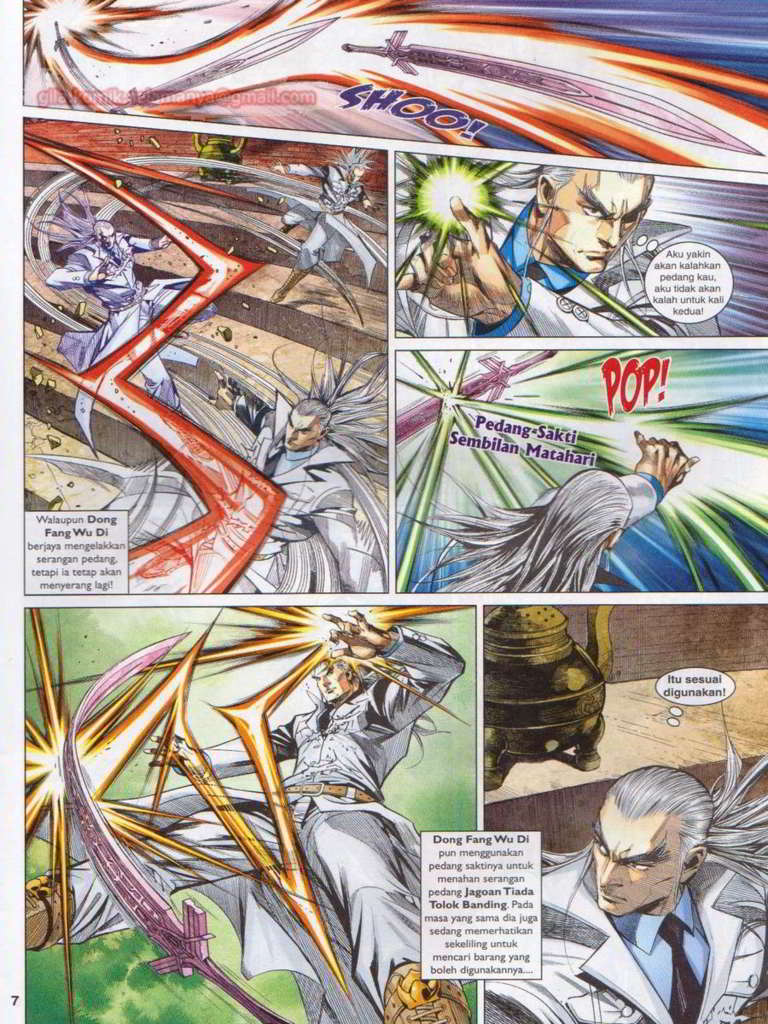 SHOO!
Aku yakin
akan kalahkan
pedang kau,
aku tidak akan
kalah untuk kali
kedua!
Walaupun Dong
Fang Wu Di
berjaya mengelakkan
serangan pedang,
tetapi ia tetap akan
menyerang lagi!
POP!
Pedang Sakti
Sembilan Matahari
Itu sesuai
digunakan!
Dong Fang Wu Di
pun menggunakan
pedang saktinya untuk
menahan serangan
pedang Jagoan Tiada
Tolok Banding. Pada
masa yang sama dia juga
sedang memerhatikan
sekeliling untuk
mencari barang yang
boleh digunakannya....
7